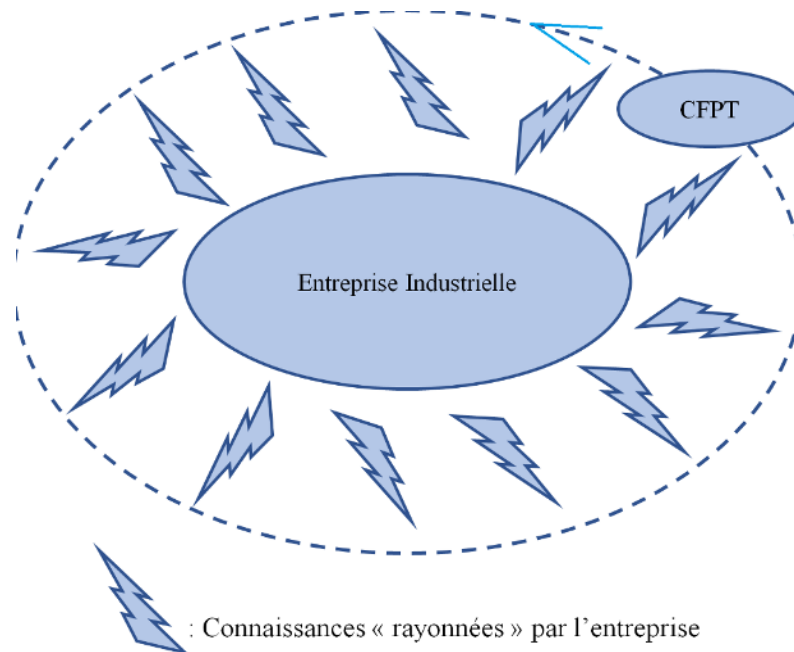 CFPT
Entreprise Industrielle
: Connaissances « rayonnées » par l’entreprise